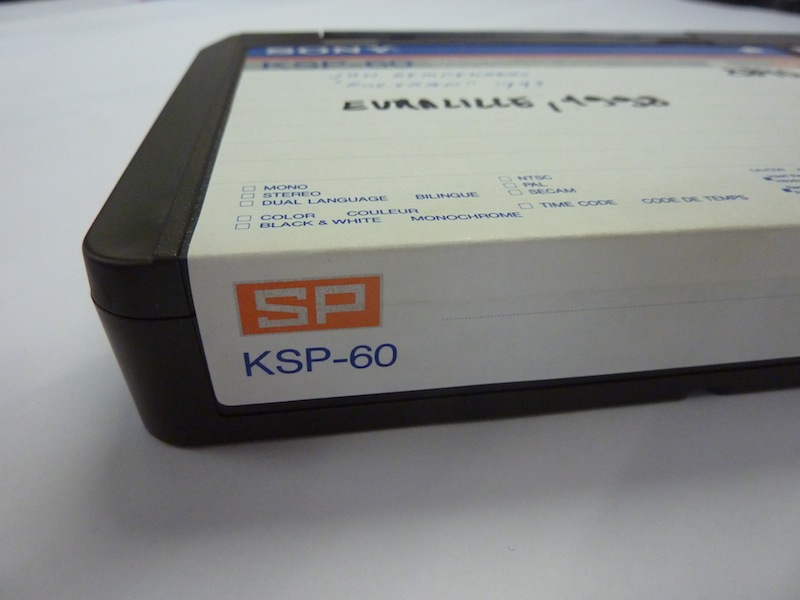 SONY
KSP-60
EURALILLE, 1998
MONO
STEREO
DUAL LANGUAGE BILINGUE
COLOR COULEUR
BLACK & WHITE MONOCHROME
NTSC
PAL
SECAM
TIME CODE CODE DE TEMPS
SP
KSP-60